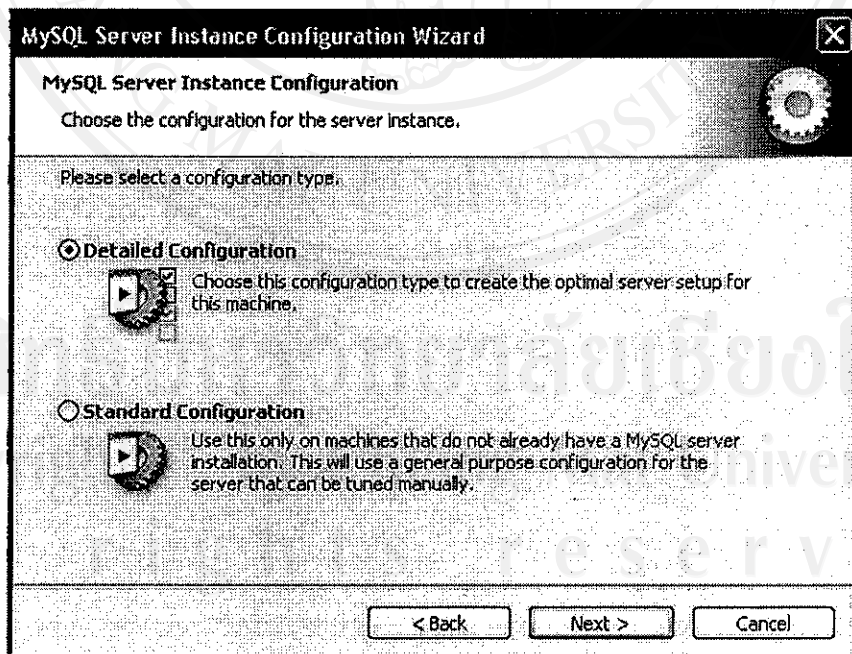 MySQL Server Instance Configuration Wizard
MySQL Server Instance Configuration
Choose the configuration for the server instance.
Please select a configuration type.
Detailed Configuration
Choose this configuration type to create the optimal server setup for
this machine.
Standard Configuration
Use this only on machines that do not already have a MySQL server
installation. This will use a general purpose configuration for the
server that can be tuned manually.
r e s e r v
< Back
Next >
Cancel